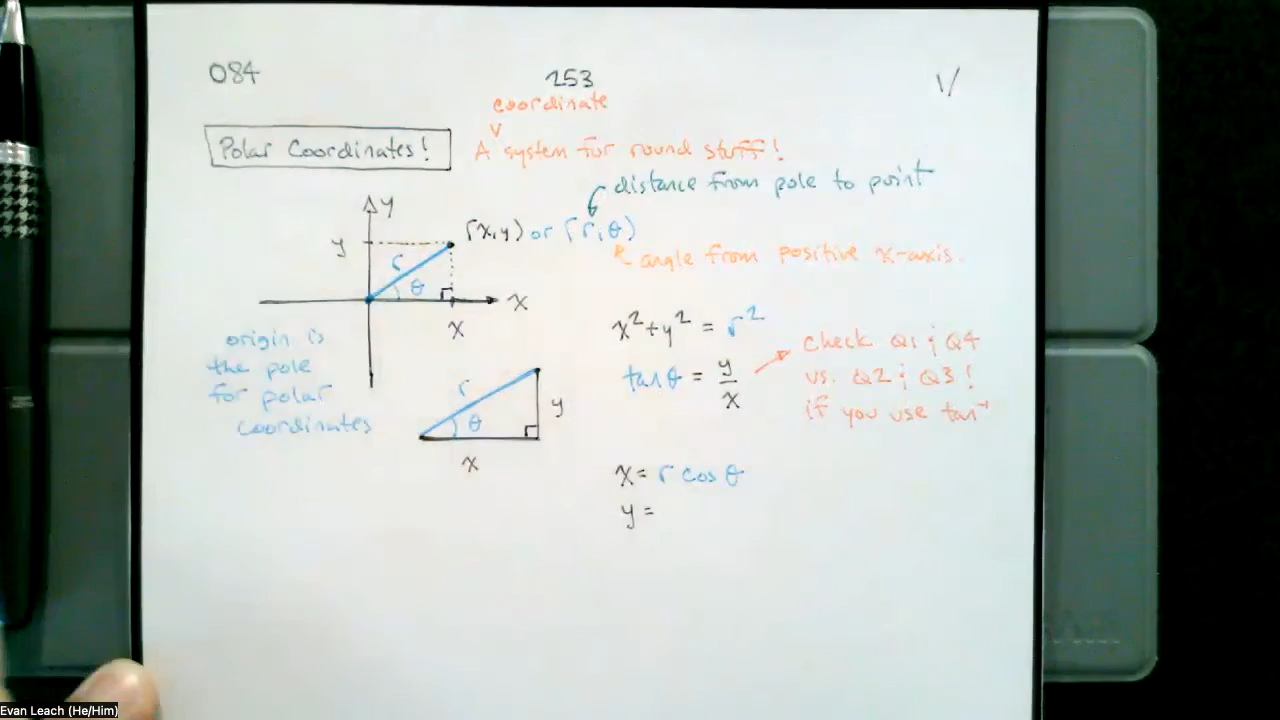 084
253
1/
coordinate
Polar Coordinates!
A system for round stuff!
distance from pole to point
y
y
(x,y) or (r,θ)
r
θ
angle from positive x-axis.
x
x
origin is
the pole
for polar
coordinates
r
θ
y
x
x² + y² = r²
tan θ = y/x
Check Q1 & Q4
vs. Q2 & Q3!
if you use tan⁻¹
x = r cos θ
y =
Evan Leach (He/Him)